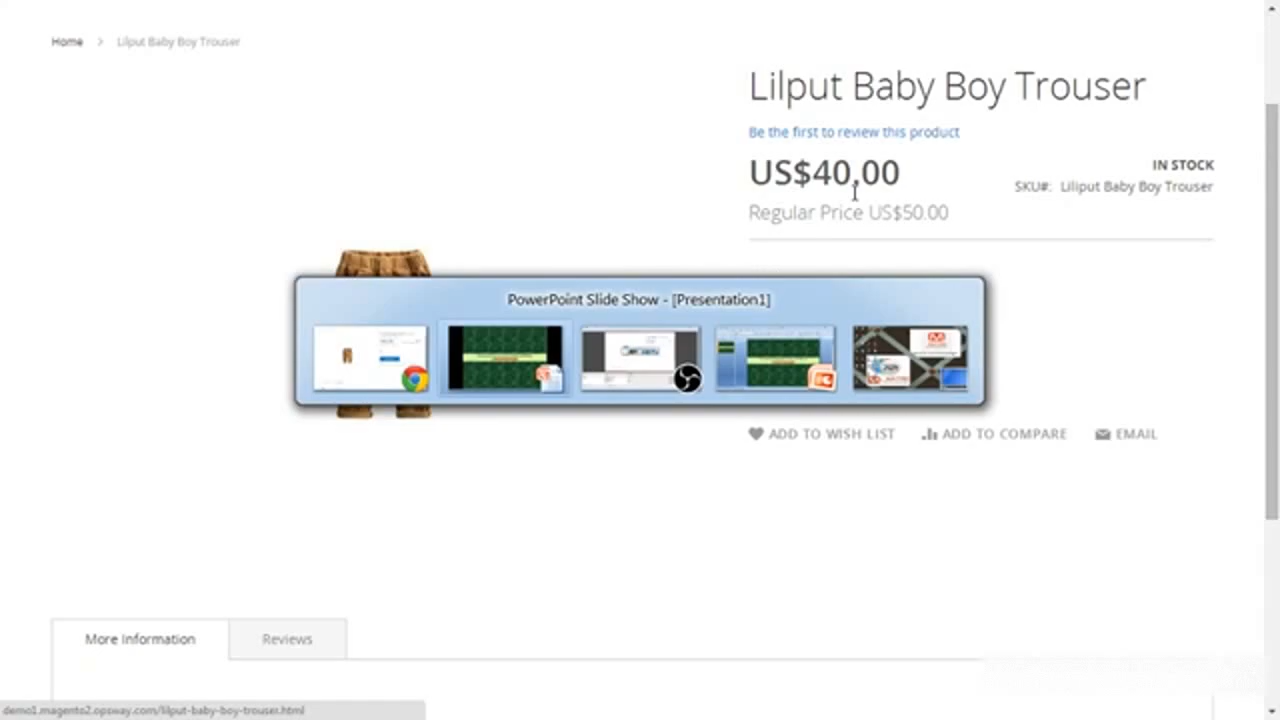 Home > Lilput Baby Boy Trouser
Lilput Baby Boy Trouser
Be the first to review this product
US$40.00
IN STOCK
SKU#: Liliput Baby Boy Trouser
Regular Price US$50.00
PowerPoint Slide Show - [Presentation1]
ADD TO WISH LIST
ADD TO COMPARE
EMAIL
More Information
Reviews
demo1.magento2.opsway.com/lilput-baby-boy-trouser.html